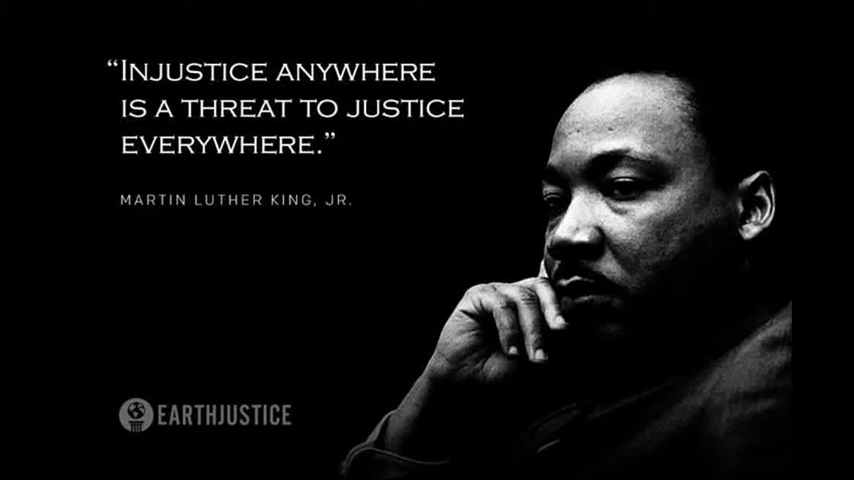 “INJUSTICE ANYWHERE
IS A THREAT TO JUSTICE
EVERYWHERE.”
MARTIN LUTHER KING, JR.
EARTHJUSTICE